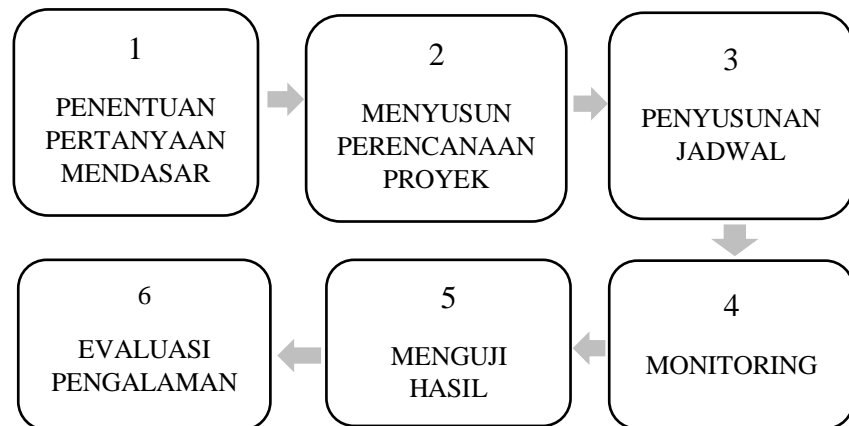 1
PENENTUAN
PERTANYAAN
MENDASAR
2
MENYUSUN
PERENCANAAN
PROYEK
3
PENYUSUNAN
JADWAL
4
MONITORING
5
MENGUJI
HASIL
6
EVALUASI
PENGALAMAN